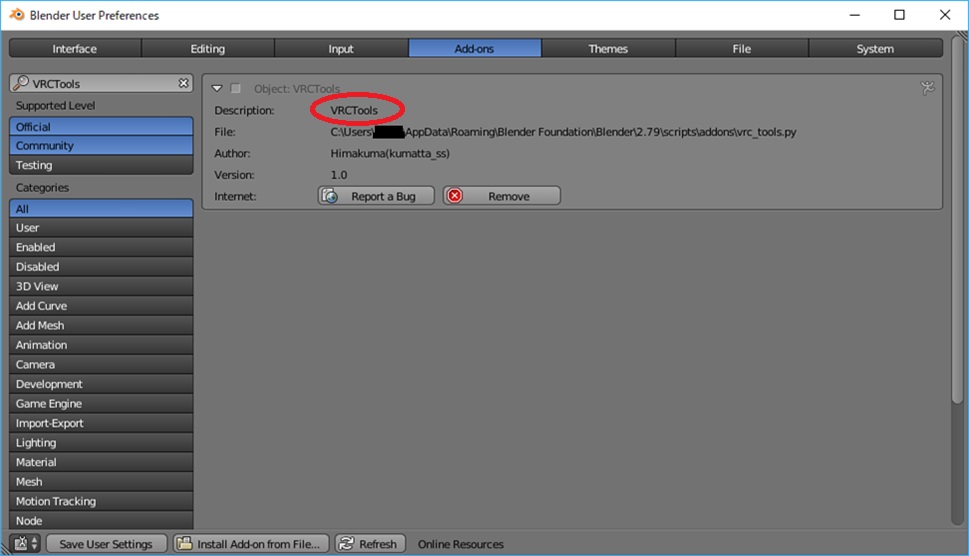 Blender User Preferences
Interface
Editing
Input
Add-ons
Themes
File
System
VRCTools
Supported Level
Official
Community
Testing
Categories
All
User
Enabled
Disabled
3D View
Add Curve
Add Mesh
Animation
Camera
Development
Game Engine
Import-Export
Lighting
Material
Mesh
Motion Tracking
Node
Object: VRCTools
Description: VRCTools
File: C:\Users\ \AppData\Roaming\Blender Foundation\Blender\2.79\scripts\addons\vrc_tools.py
Author: Himakuma(kumatta_ss)
Version: 1.0
Internet: Report a Bug Remove
Save User Settings
Install Add-on from File...
Refresh
Online Resources